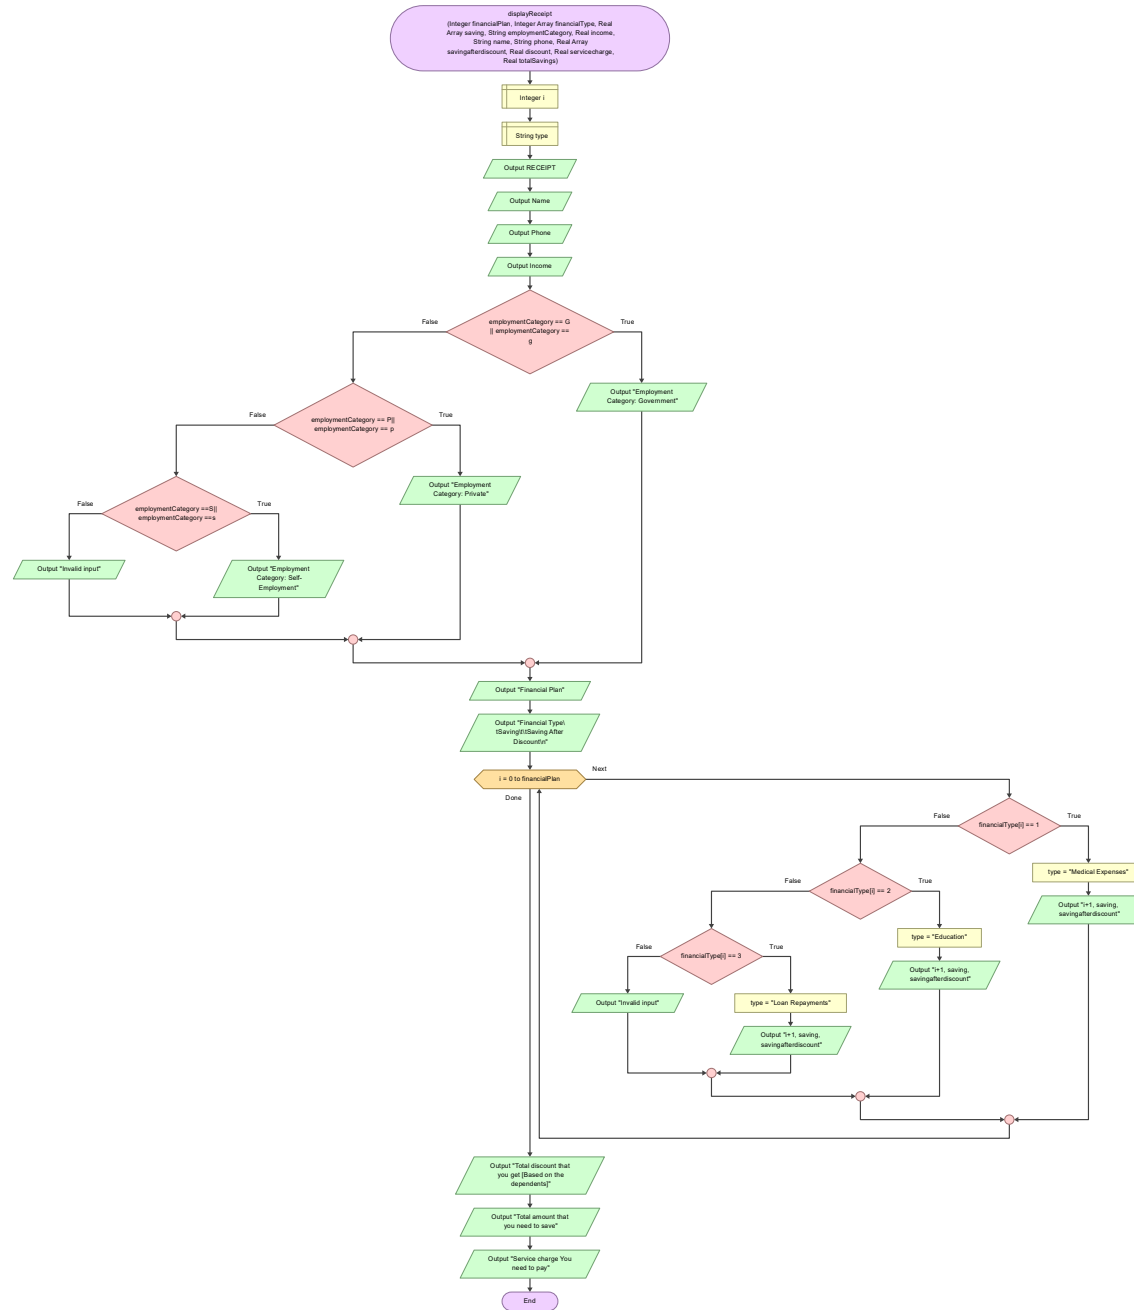 displayReceipt
(Integer financialPlan, Integer Array financialType, Real
Array saving, String employmentCategory, Real income,
String name, String phone, Real Array
savingafterdiscount, Real discount, Real servicecharge,
Real totalSavings)
Integer i
String type
Output RECEIPT
Output Name
Output Phone
Output Income
False
employmentCategory == G
|| employmentCategory ==
g
True
Output "Employment
Category: Government"
False
employmentCategory == P||
employmentCategory == p
True
Output "Employment
Category: Private"
False
employmentCategory ==S||
employmentCategory ==s
True
Output "Invalid input"
Output "Employment
Category: Self-
Employment"
Output "Financial Plan"
Output "Financial Type\
tSaving\t\tSaving After
Discount\n"
i = 0 to financialPlan
Next
Done
False
financialType[i] == 1
True
type = "Medical Expenses"
Output "i+1, saving,
savingafterdiscount"
False
financialType[i] == 2
True
type = "Education"
Output "i+1, saving,
savingafterdiscount"
False
financialType[i] == 3
True
Output "Invalid input"
type = "Loan Repayments"
Output "i+1, saving,
savingafterdiscount"
Output "Total discount that
you get [Based on the
dependents]"
Output "Total amount that
you need to save"
Output "Service charge You
need to pay"
End